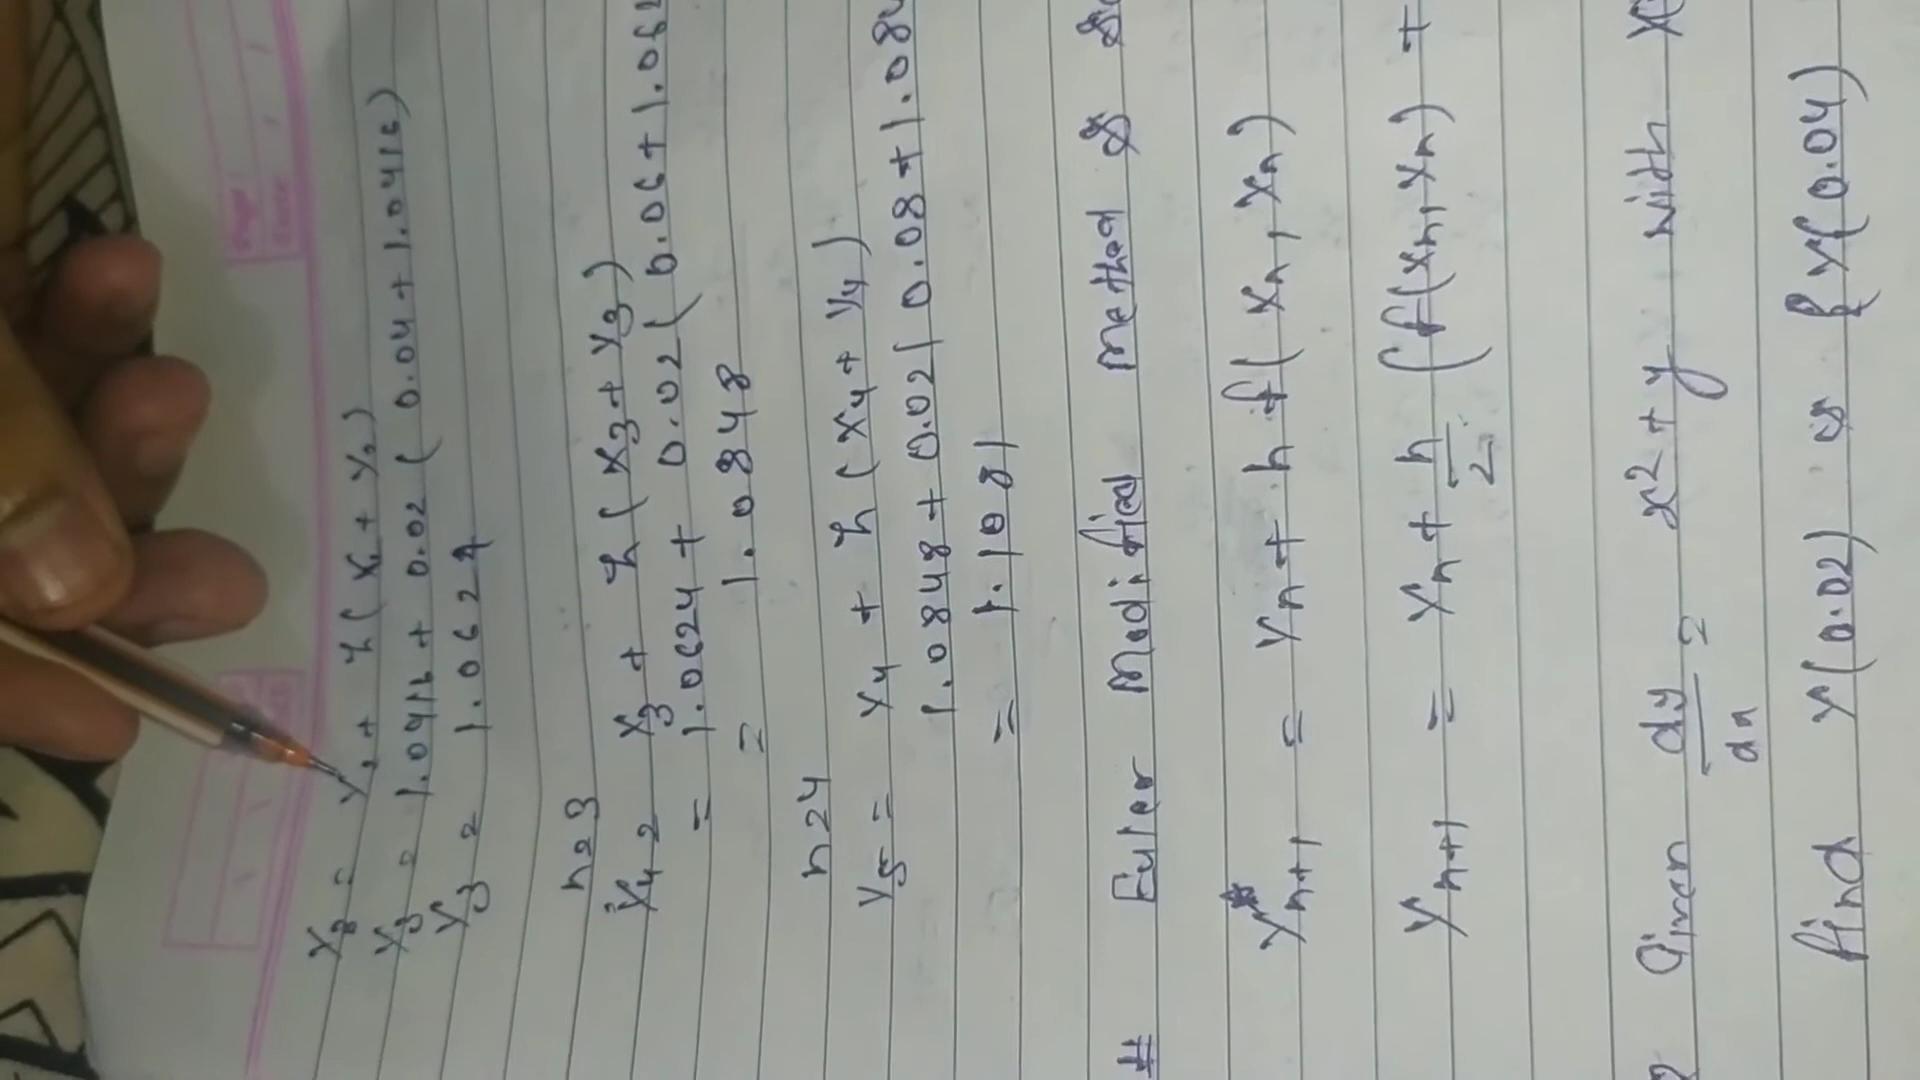 y3 = y2 + h(x2 + y2)
y3 = 1.0416 + 0.02 ( 0.04 + 1.0416)
y3 = 1.0624
n=3
y4 = y3 + h ( x3 + y3)
= 1.0624 + 0.02 ( 0.06 + 1.062
= 1.0848
n=4
y5 = y4 + h (x4 + y4)
1.0848 + 0.02 ( 0.08 + 1.084
= 1.1081
# Euler Modified Method
y*n+1 = yn + h f ( xn, yn)
yn+1 = yn + h/2 (f(xn, yn) +
Given dy/dx = x² + y with
find y(0.02) & y(0.04)